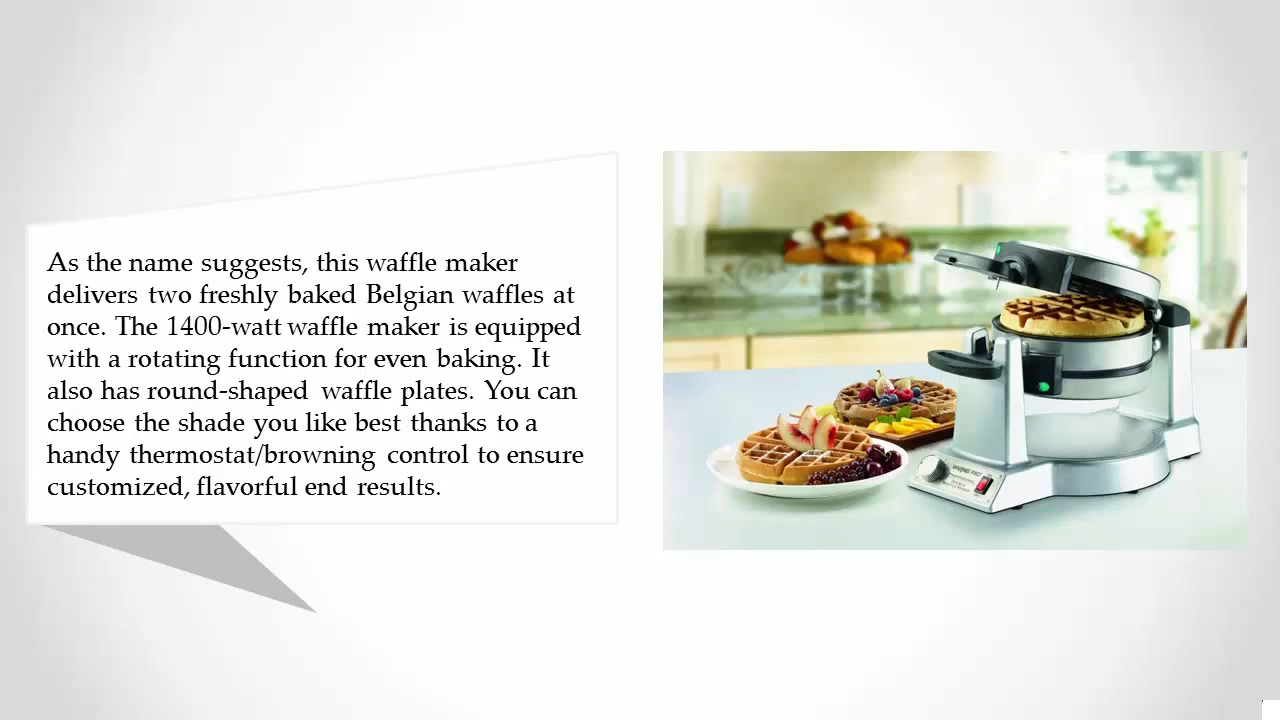 As the name suggests, this waffle maker
delivers two freshly baked Belgian waffles at
once. The 1400-watt waffle maker is equipped
with a rotating function for even baking. It
also has round-shaped waffle plates. You can
choose the shade you like best thanks to a
handy thermostat/browning control to ensure
customized, flavorful end results.
WARING PRO